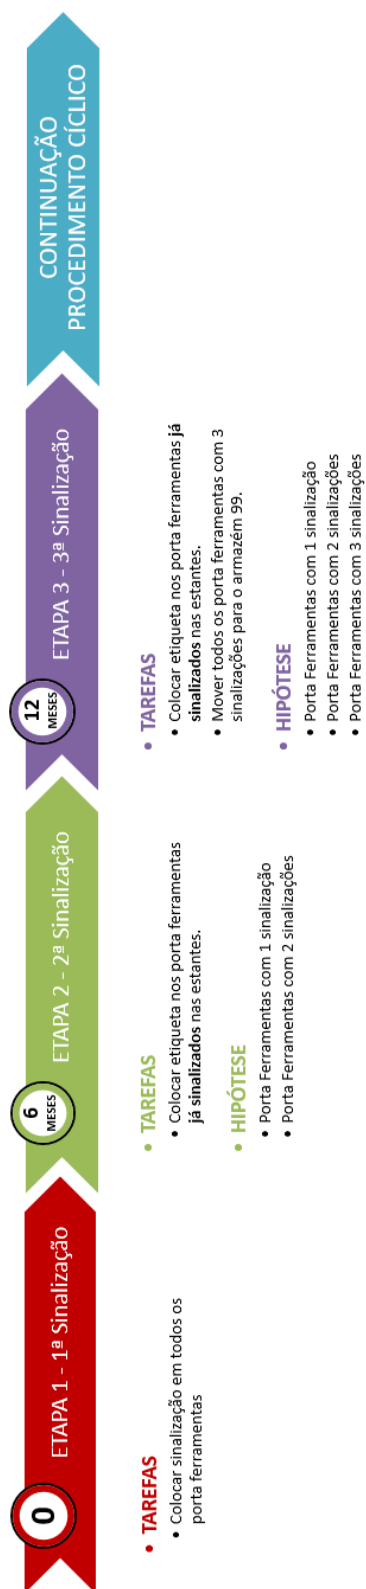 0
ETAPA 1 - 1ª Sinalização
• TAREFAS
• Colocar sinalização em todos os
porta ferramentas
6
MESES
ETAPA 2 - 2ª Sinalização
• TAREFAS
• Colocar etiqueta nos porta ferramentas
já sinalizados nas estantes.
• HIPÓTESE
• Porta Ferramentas com 1 sinalização
• Porta Ferramentas com 2 sinalizações
12
MESES
ETAPA 3 - 3ª Sinalização
• TAREFAS
• Colocar etiqueta nos porta ferramentas já
sinalizados nas estantes.
• Mover todos os porta ferramentas com 3
sinalizações para o armazém 99.
• HIPÓTESE
• Porta Ferramentas com 1 sinalização
• Porta Ferramentas com 2 sinalizações
• Porta Ferramentas com 3 sinalizações
CONTINUAÇÃO
PROCEDIMENTO CÍCLICO